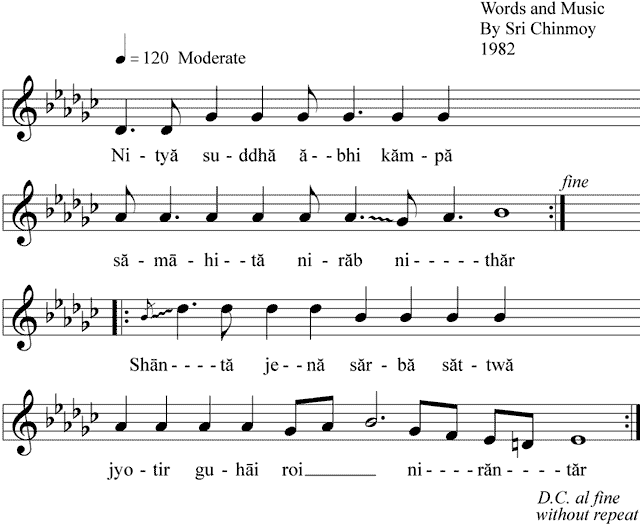 Words and Music
By Sri Chinmoy
1982
= 120 Moderate
Ni - tyă su - ddhă ă - - bhi kăm - pă
fine
să - mā - hi - - tă ni - răb ni - - - - - thăr
Shān - - - - tă je - - nă săr - bă săt - twă
jyo - tir gu - hāi roi ni - - - - răn - - - - tăr
D.C. al fine
without repeat